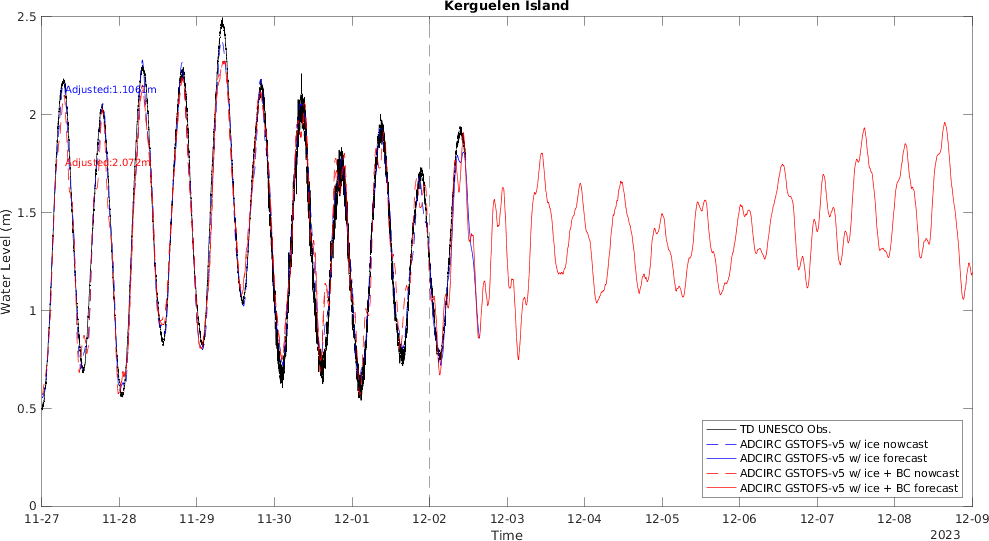 Kerguelen Island
2.5
2
1.5
1
0.5
0
Water Level (m)
Adjusted:1.1061m
Adjusted:2.072m
TD UNESCO Obs.
ADCIRC GSTOFS-v5 w/ ice nowcast
ADCIRC GSTOFS-v5 w/ ice forecast
ADCIRC GSTOFS-v5 w/ ice + BC nowcast
ADCIRC GSTOFS-v5 w/ ice + BC forecast
11-27 11-28 11-29 11-30 12-01 12-02 12-03 12-04 12-05 12-06 12-07 12-08 12-09
Time
2023